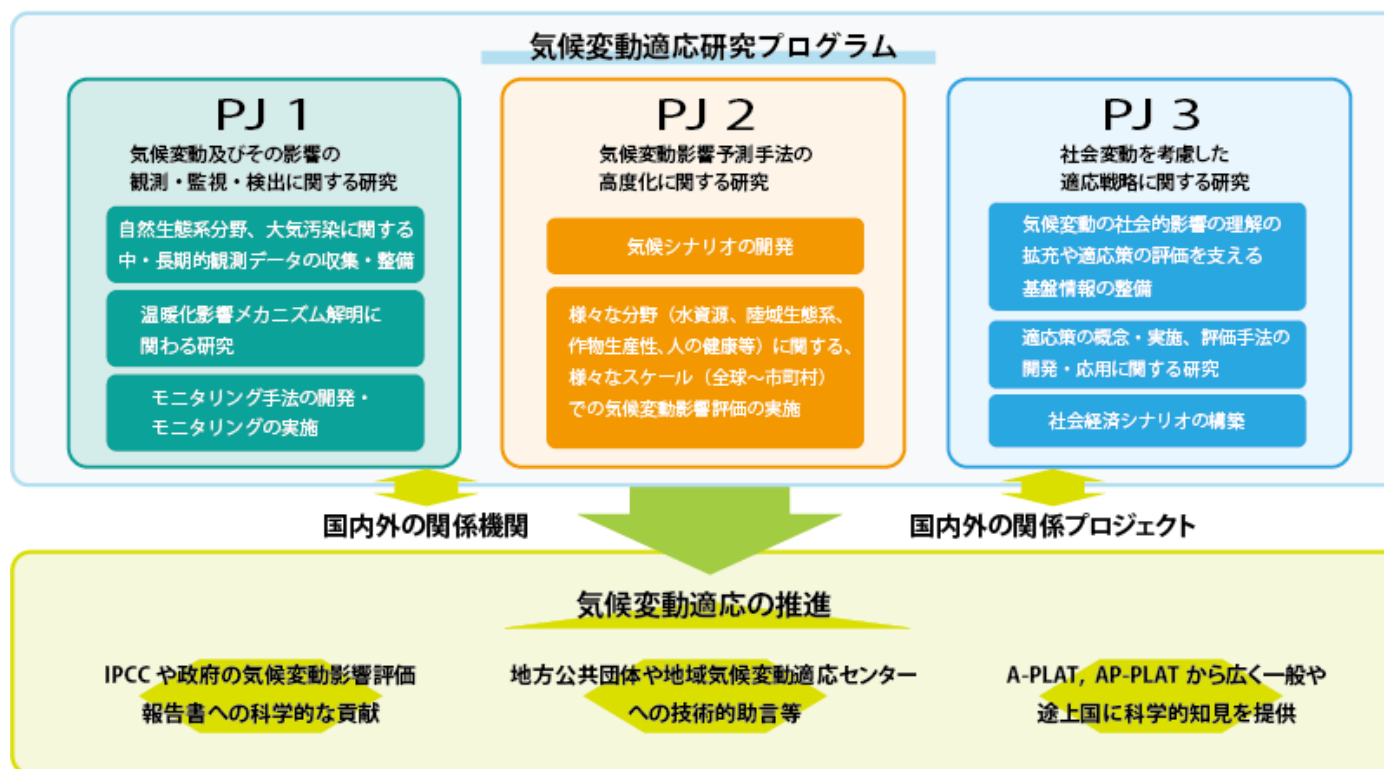 気候変動適応研究プログラム
PJ 1
気候変動及びその影響の
観測・監視・検出に関する研究
自然生態系分野、大気汚染に関する
中・長期的観測データの収集・整備
温暖化影響メカニズム解明に
関わる研究
モニタリング手法の開発・
モニタリングの実施
PJ 2
気候変動影響予測手法の
高度化に関する研究
気候シナリオの開発
様々な分野（水資源、陸域生態系、
作物生産性、人の健康等）に関する、
様々なスケール（全球～市町村）
での気候変動影響評価の実施
PJ 3
社会変動を考慮した
適応戦略に関する研究
気候変動の社会的影響の理解の
拡充や適応策の評価を支える
基盤情報の整備
適応策の概念・実施、評価手法の
開発・応用に関する研究
社会経済シナリオの構築
国内外の関係機関
国内外の関係プロジェクト
気候変動適応の推進
IPCC や政府の気候変動影響評価
報告書への科学的な貢献
地方公共団体や地域気候変動適応センター
への技術的助言等
A-PLAT, AP-PLAT から広く一般や
途上国に科学的知見を提供